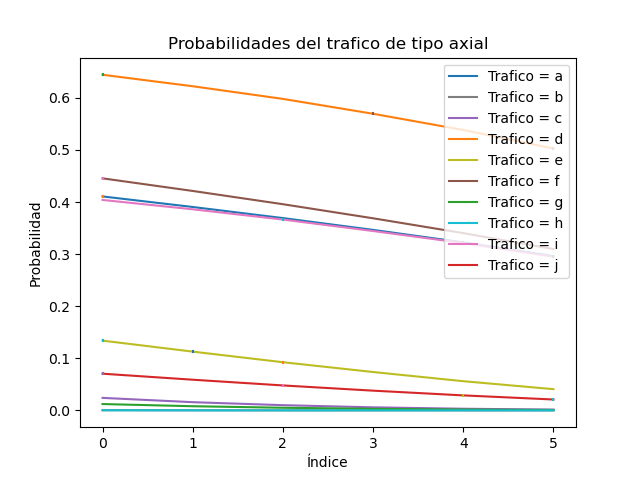 Probabilidades del trafico de tipo axial
Probabilidad
0.6
0.5
0.4
0.3
0.2
0.1
0.0
Trafico = a
Trafico = b
Trafico = c
Trafico = d
Trafico = e
Trafico = f
Trafico = g
Trafico = h
Trafico = i
Trafico = j
0 1 2 3 4 5
Índice